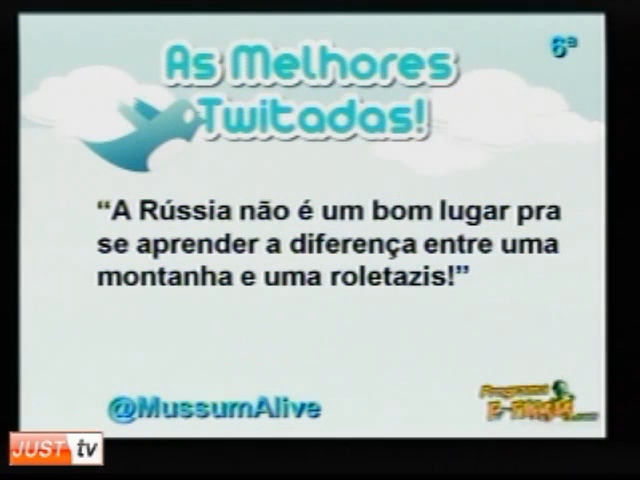 As Melhores
Twitadas!
6ª
“A Rússia não é um bom lugar pra
se aprender a diferença entre uma
montanha e uma roletazis!”
@MussumAlive
Programa
JUST tv